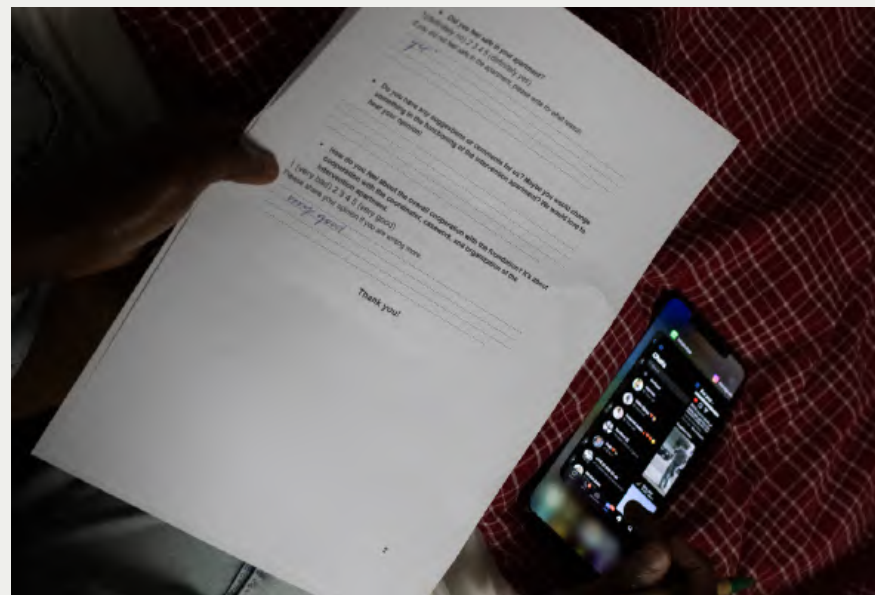 • Did you feel safe in your apartment?
1(definitely no) 2 3 4 5 (definitely yes)
If you did not feel safe in the apartment, please write for what reason.
• Do you have any suggestions or comments for us? Maybe you would change
something in the functioning of the intervention apartment? We would love to
hear your opinion!
• How do you feel about the overall cooperation with the foundation? It's about
cooperation with the coordinator, casework, and organization of the
intervention apartment.
1 (very bad) 2 3 4 5 (very good)
Please share your opinion if you are writing more.
very good
Thank you!
2
Chats